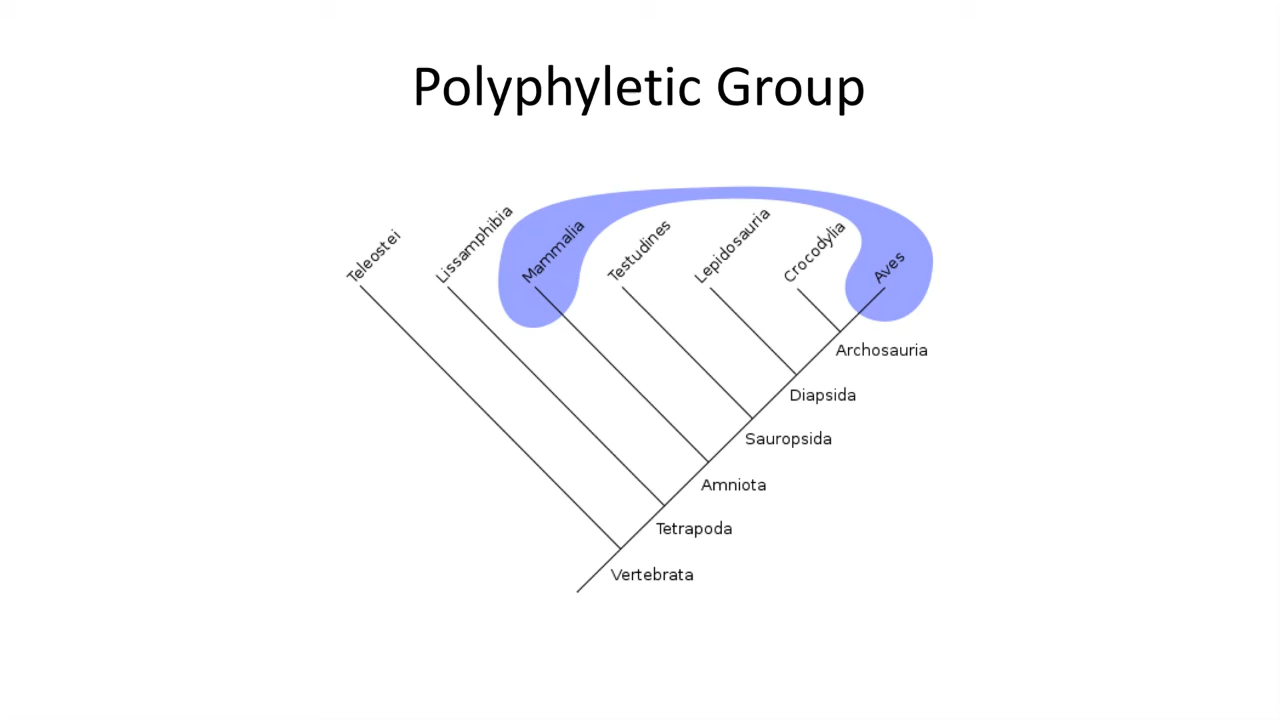 Polyphyletic Group
Teleostei
Lissamphibia
Mammalia
Testudines
Lepidosauria
Crocodylia
Aves
Archosauria
Diapsida
Sauropsida
Amniota
Tetrapoda
Vertebrata